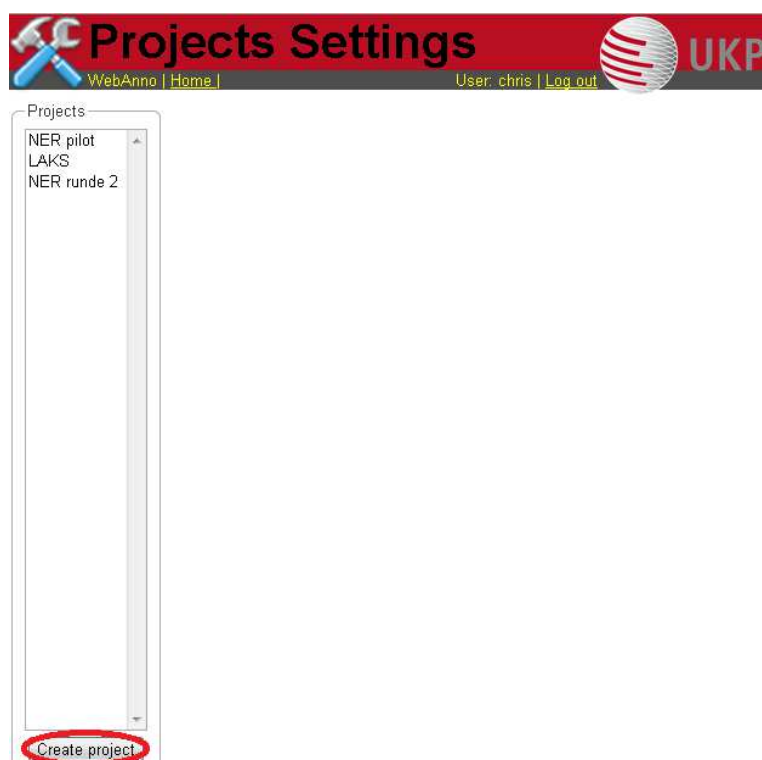 Projects Settings
UKP
WebAnno | Home |
User: chris | Log out
Projects
NER pilot
LAKS
NER runde 2
Create project